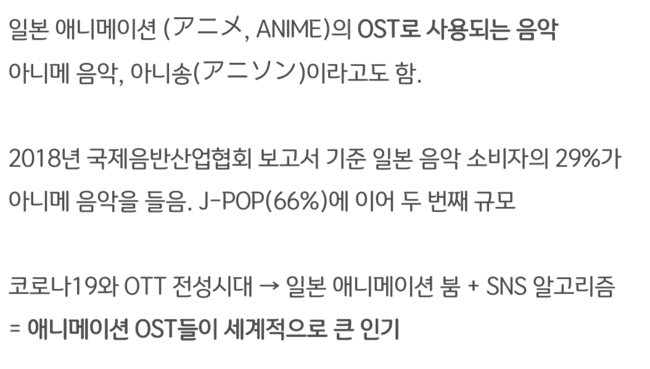 일본 애니메이션 (アニメ, ANIME)의 OST로 사용되는 음악
아니메 음악, 아니송(アニソン)이라고도 함.
2018년 국제음반산업협회 보고서 기준 일본 음악 소비자의 29%가
아니메 음악을 들음. J-POP(66%)에 이어 두 번째 규모
코로나19와 OTT 전성시대 → 일본 애니메이션 붐 + SNS 알고리즘
= 애니메이션 OST들이 세계적으로 큰 인기